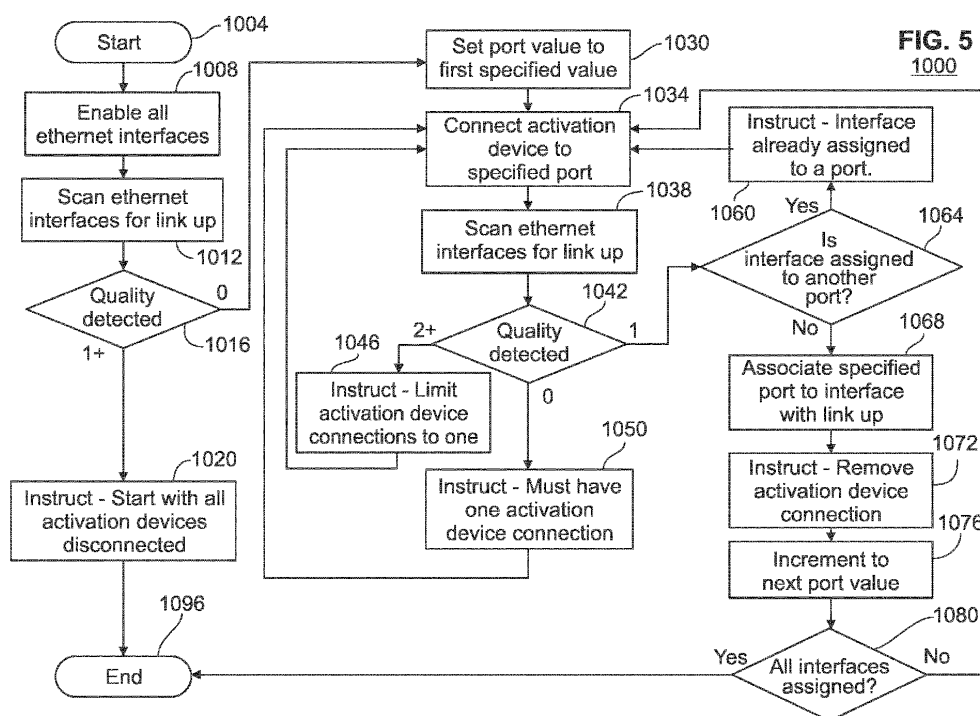 FIG. 5
1000
Start
1004
1008
Enable all
ethernet interfaces
Scan ethernet
interfaces for link up
1012
Quality
detected
0
1016
1+
1020
Instruct - Start with all
activation devices
disconnected
1096
End
Set port value to
first specified value
1030
1034
Connect activation
device to
specified port
1038
Scan ethernet
interfaces for link up
1042
Quality
detected
2+
1
0
1046
Instruct - Limit
activation device
connections to one
1050
Instruct - Must have
one activation
device connection
Instruct - Interface
already assigned
to a port.
1060
Yes
1064
Is
interface assigned
to another
port?
No
1068
Associate specified
port to interface
with link up
1072
Instruct - Remove
activation device
connection
1076
Increment to
next port value
1080
All interfaces
assigned?
Yes
No